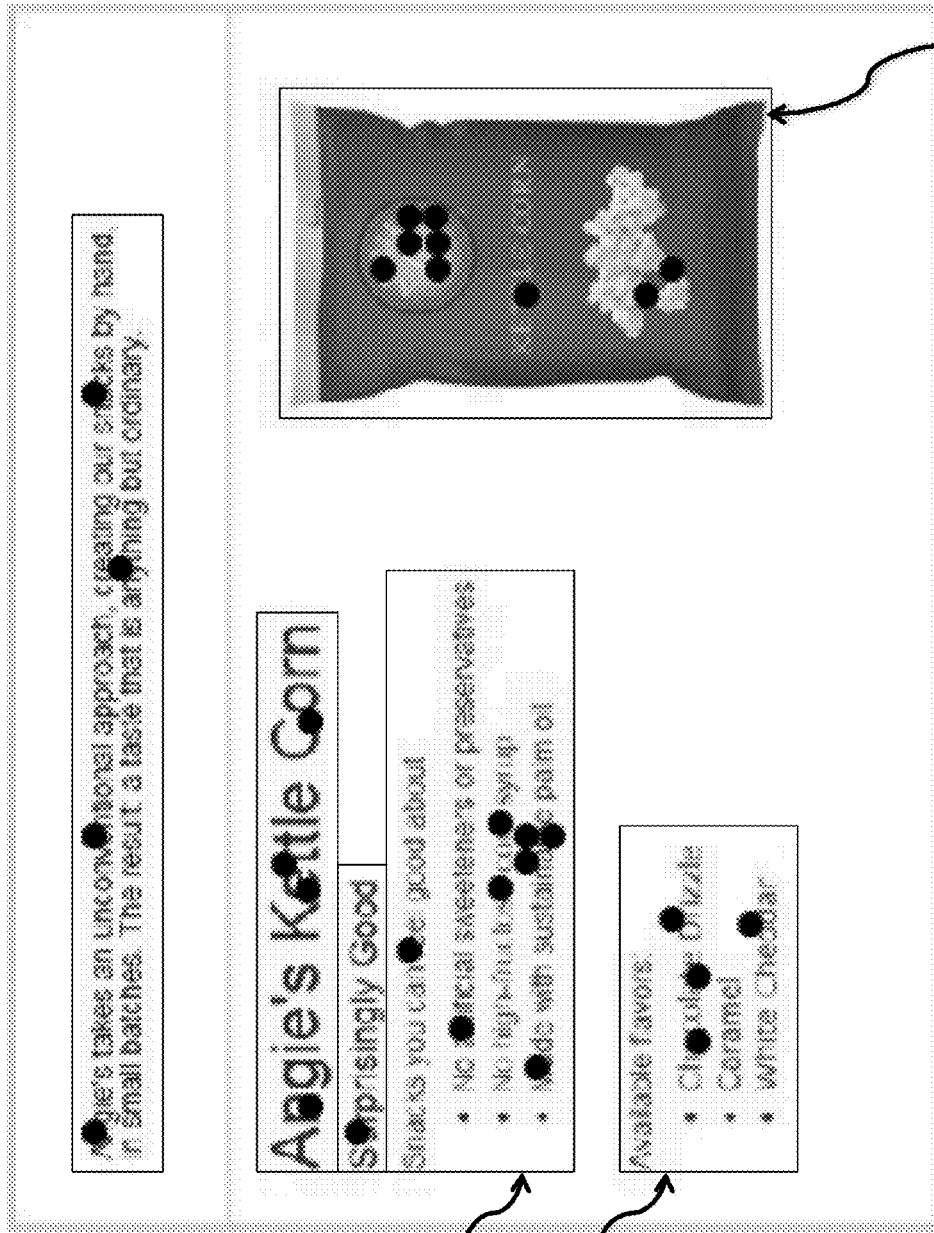 Angie's takes an unconventional approach, creating our snacks by hand
in small batches. The result: a taste that is anything but ordinary.
Angie's Kettle Corn
Surprisingly Good
Snacks you can feel good about
• No artificial sweeteners or preservatives
• No high-fructose corn syrup
• Made with sustainable palm oil
Available flavors
• Chocolate Drizzle
• Caramel
• White Cheddar